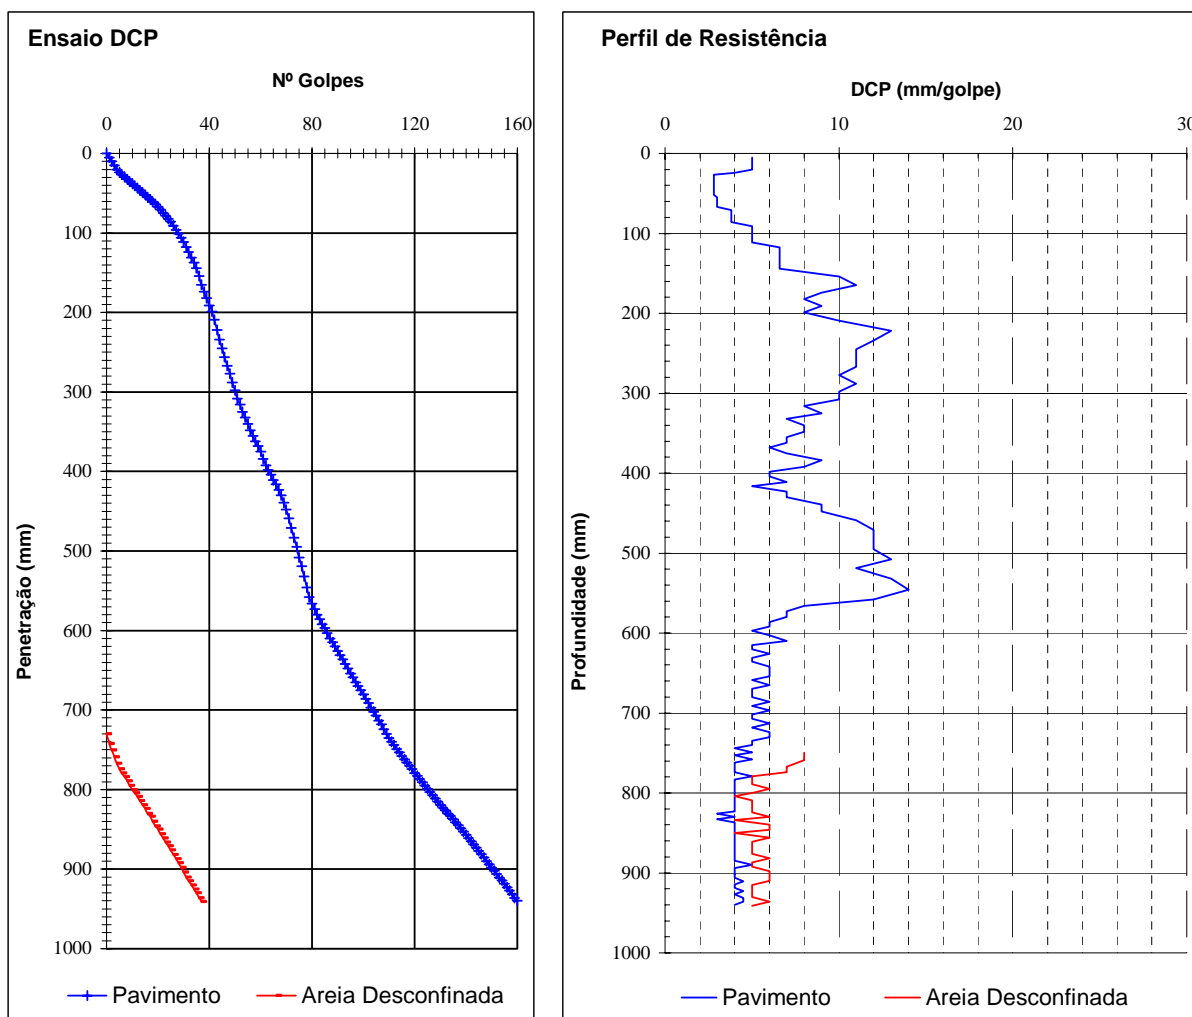 Ensaio DCP
Nº Golpes
0 40 80 120 160
0
100
200
300
400
500
600
700
800
900
1000
Penetração (mm)
Pavimento Areia Desconfinada
Perfil de Resistência
DCP (mm/golpe)
0 10 20 30
0
100
200
300
400
500
600
700
800
900
1000
Profundidade (mm)
Pavimento Areia Desconfinada